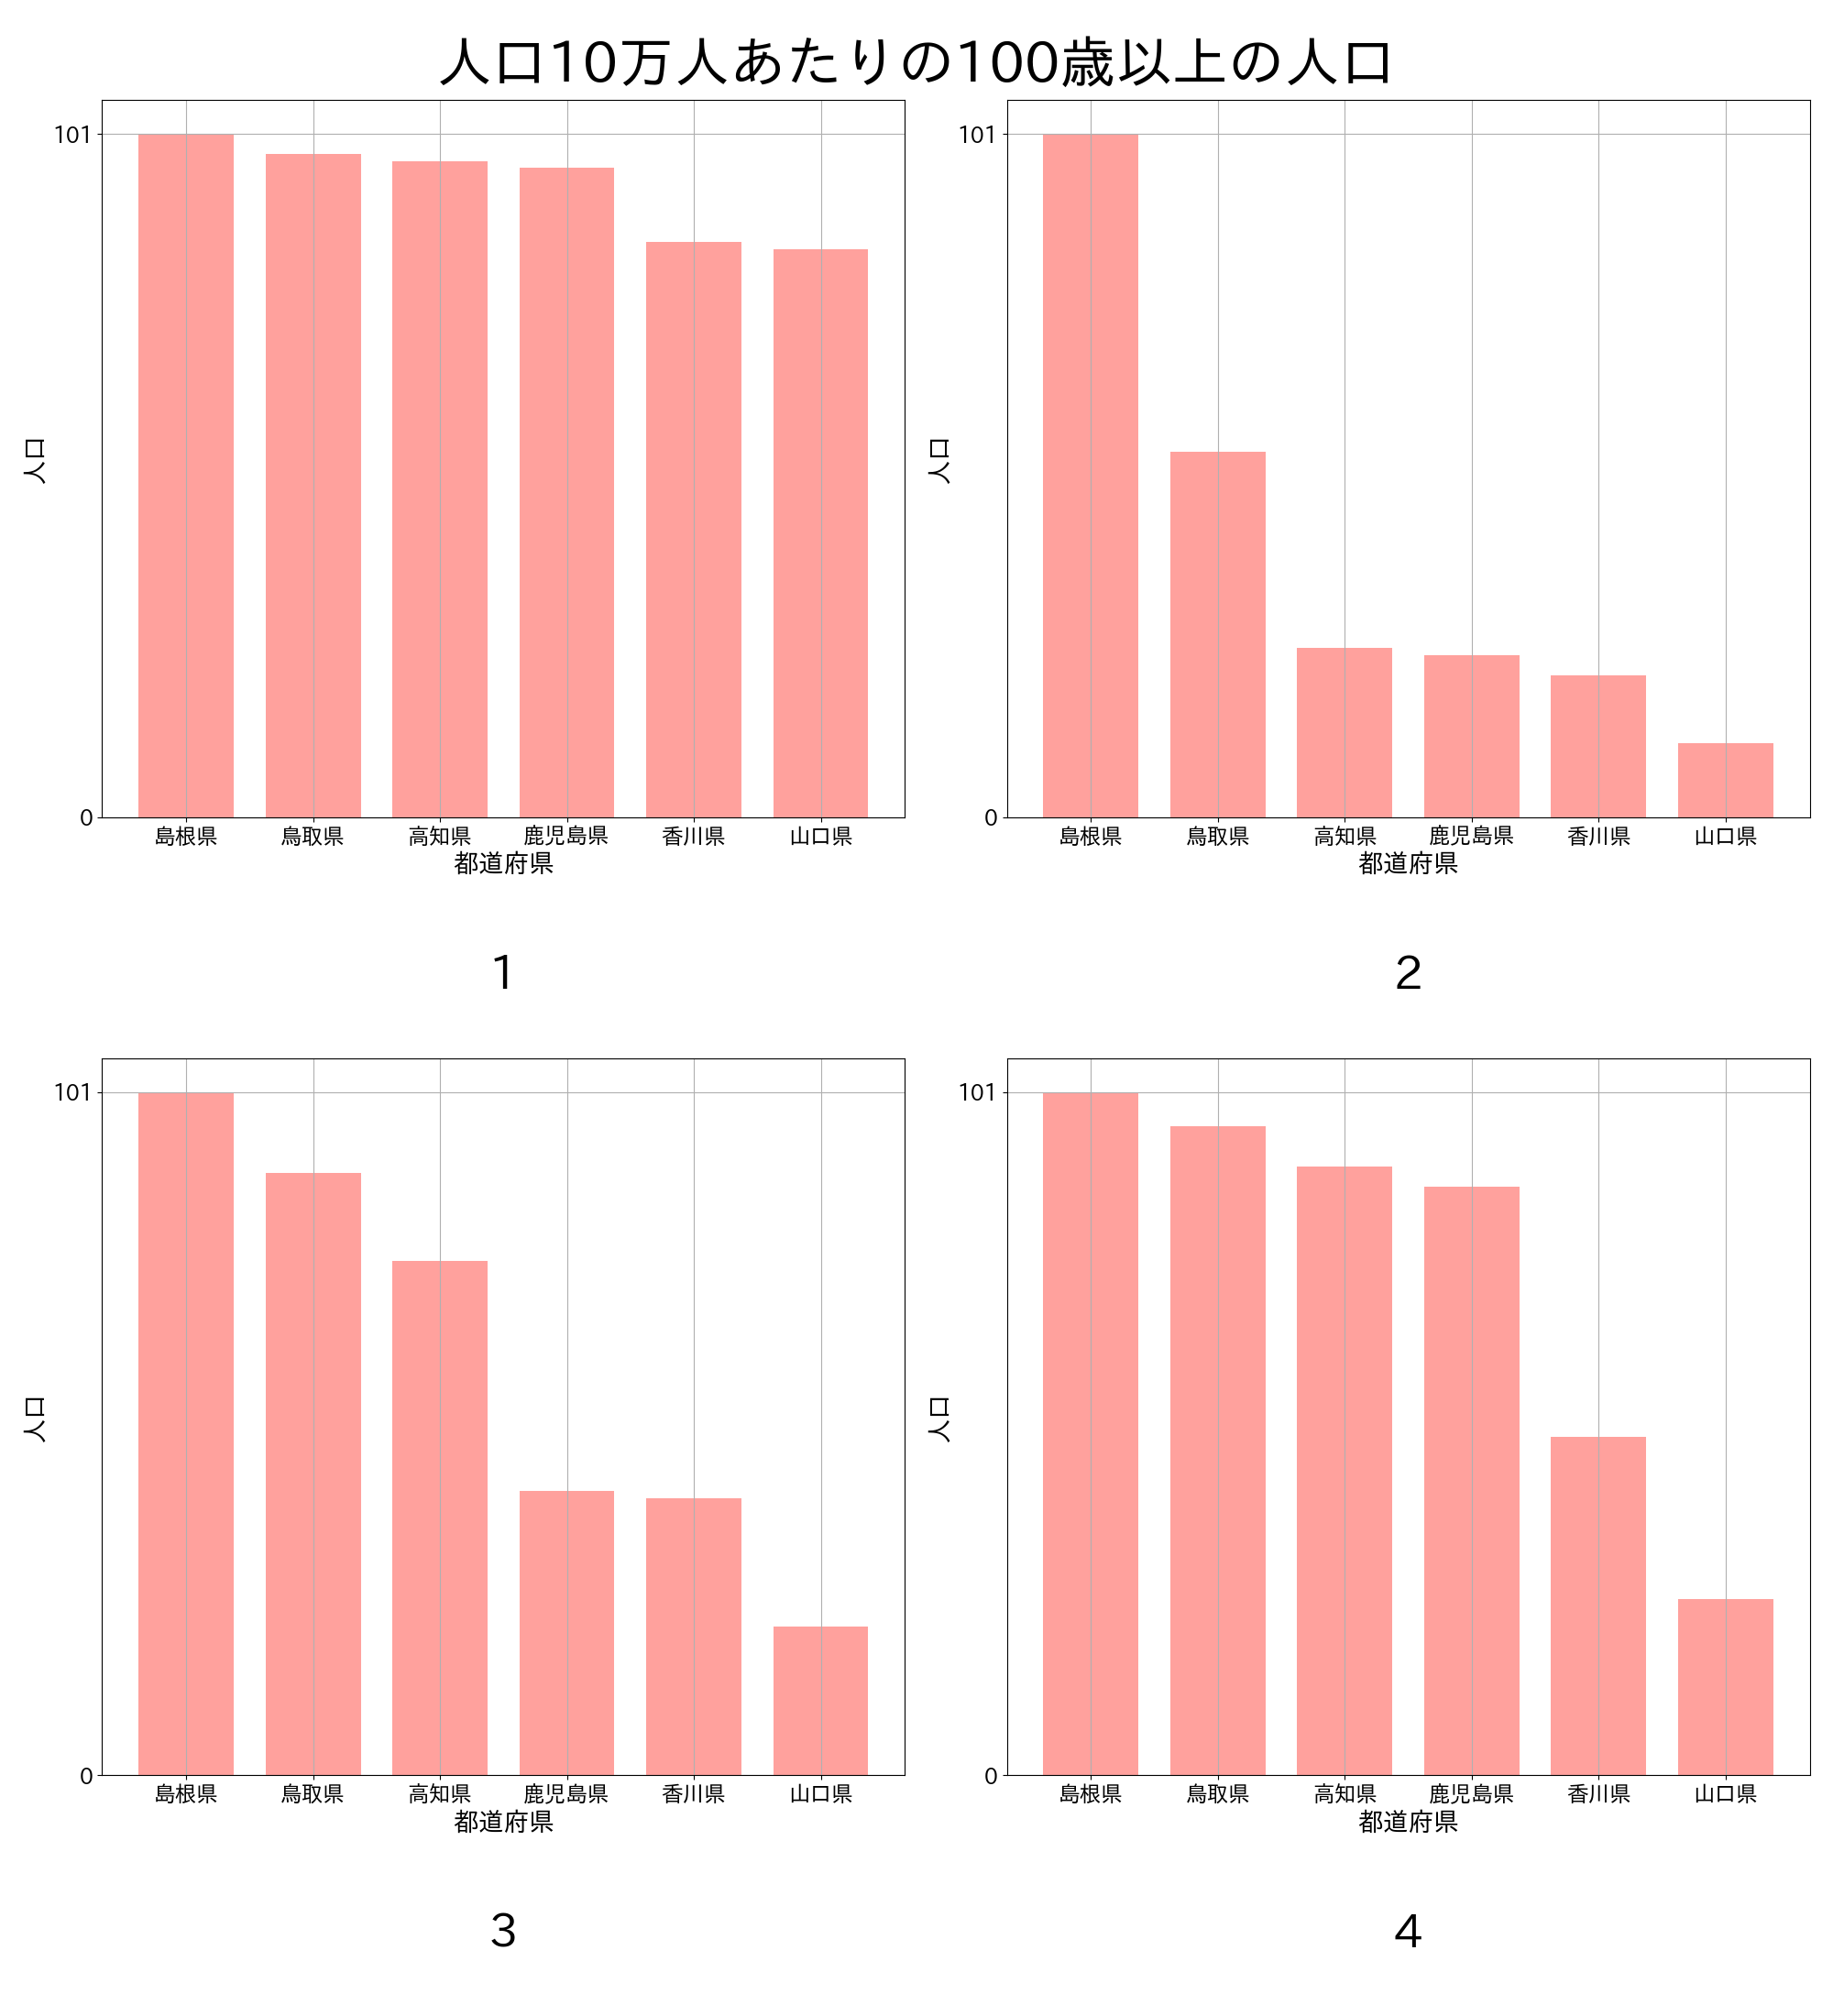 人口10万人あたりの100歳以上の人口
101
人口
0
島根県 鳥取県 高知県 鹿児島県 香川県 山口県
都道府県
1
101
人口
0
島根県 鳥取県 高知県 鹿児島県 香川県 山口県
都道府県
2
101
人口
0
島根県 鳥取県 高知県 鹿児島県 香川県 山口県
都道府県
3
101
人口
0
島根県 鳥取県 高知県 鹿児島県 香川県 山口県
都道府県
4